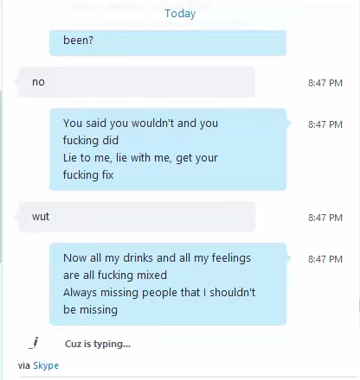 Today
been?
no
8:47 PM
You said you wouldn't and you
8:47 PM
fucking did
Lie to me, lie with me, get your
fucking fix
wut
8:47 PM
Now all my drinks and all my feelings
8:47 PM
are all fucking mixed
Always missing people that I shouldn't
be missing
Cuz is typing...
via Skype